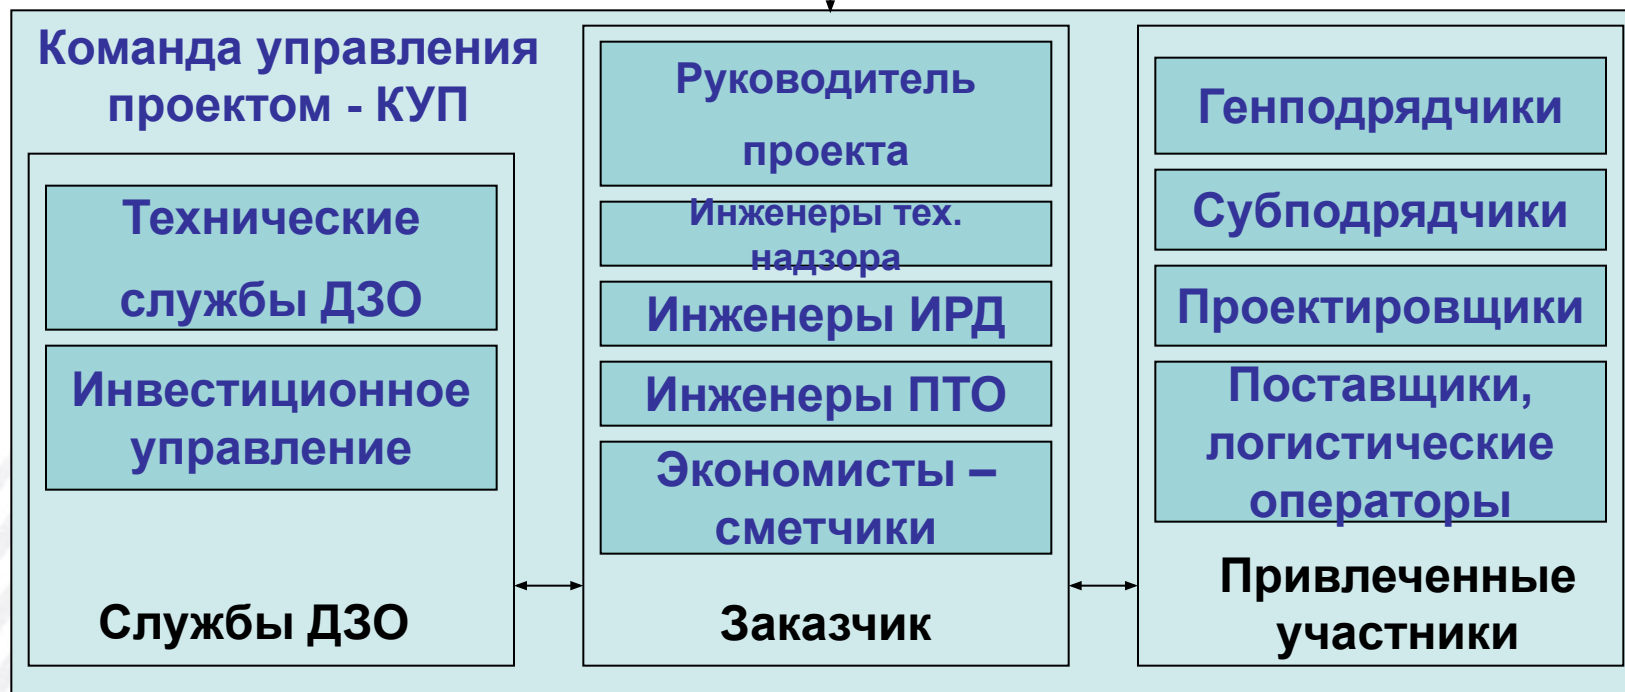 Команда управления
проектом - КУП
Технические
службы ДЗО
Инвестиционное
управление
Службы ДЗО
Руководитель
проекта
Инженеры тех.
надзора
Инженеры ИРД
Инженеры ПТО
Экономисты –
сметчики
Заказчик
Генподрядчики
Субподрядчики
Проектировщики
Поставщики,
логистические
операторы
Привлеченные
участники